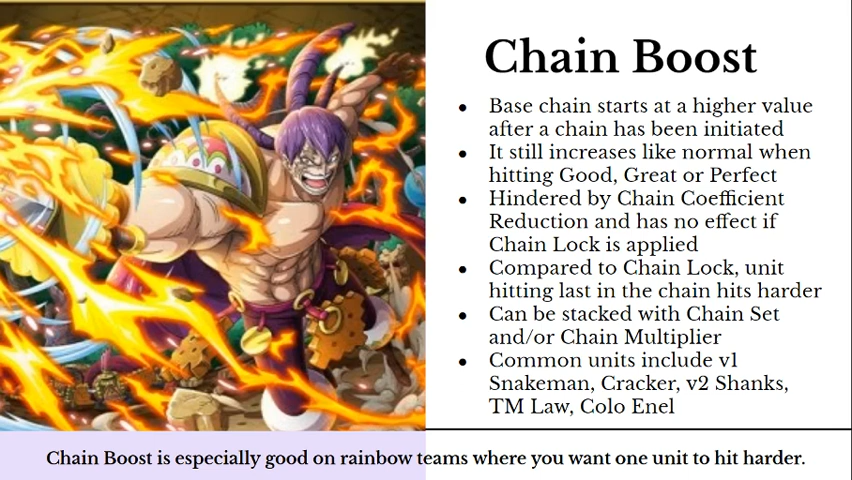 Chain Boost
● Base chain starts at a higher value
after a chain has been initiated
● It still increases like normal when
hitting Good, Great or Perfect
● Hindered by Chain Coefficient
Reduction and has no effect if
Chain Lock is applied
● Compared to Chain Lock, unit
hitting last in the chain hits harder
● Can be stacked with Chain Set
and/or Chain Multiplier
● Common units include v1
Snakeman, Cracker, v2 Shanks,
TM Law, Colo Enel
Chain Boost is especially good on rainbow teams where you want one unit to hit harder.